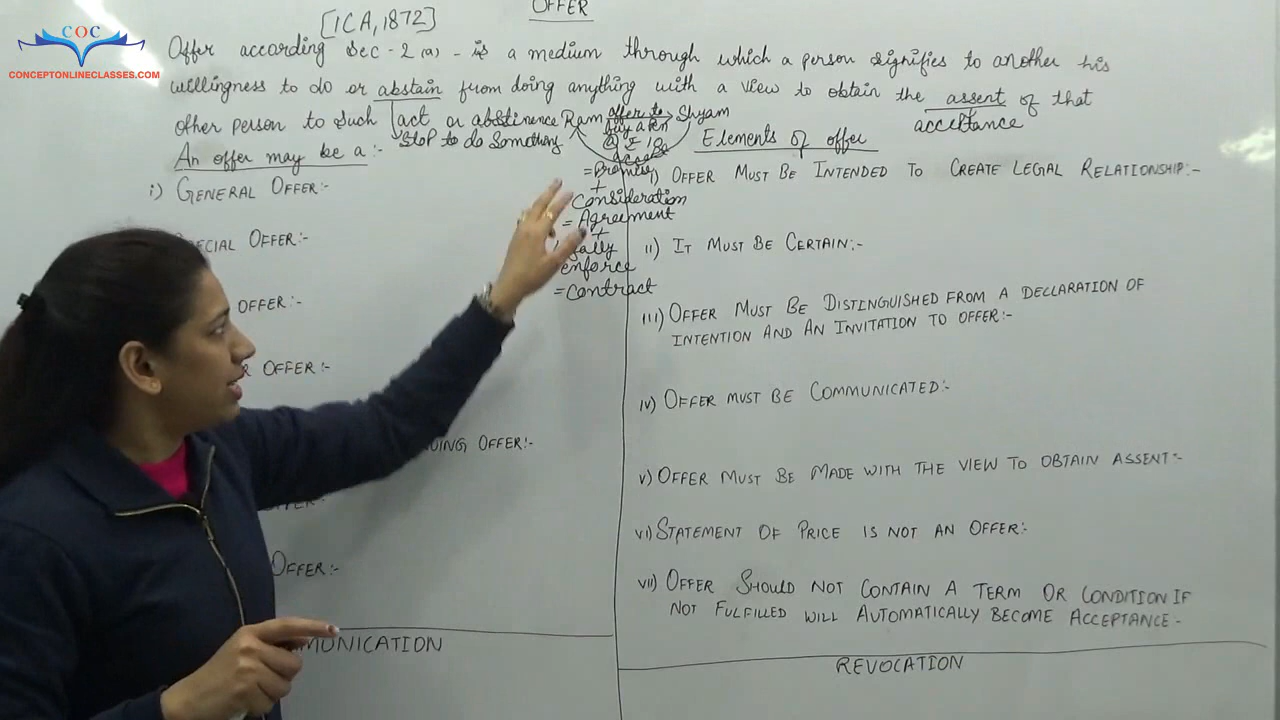 COC
CONCEPTONLINECLASSES.COM
OFFER
[ICA, 1872]
Offer according Sec - 2 (a) - is a medium through which a person signifies to another his
willingness to do or abstain from doing anything with a view to obtain the assent of that
other person to such act or abstinence
acceptance
Stop to do Something
Ram offer to Shyam
buy a Pen
= Promise
+
Consideration
= Agreement
+
enforce
= contract
An offer may be a:-
i) GENERAL OFFER:-
OFFER:-
OFFER:-
OFFER:-
OFFER:-
OFFER:-
Elements of offer
i) OFFER MUST BE INTENDED TO CREATE LEGAL RELATIONSHIP:-
ii) IT MUST BE CERTAIN:-
iii) OFFER MUST BE DISTINGUISHED FROM A DECLARATION OF
INTENTION AND AN INVITATION TO OFFER:-
iv) OFFER MUST BE COMMUNICATED:-
v) OFFER MUST BE MADE WITH THE VIEW TO OBTAIN ASSENT:-
vi) STATEMENT OF PRICE IS NOT AN OFFER:-
vii) OFFER SHOULD NOT CONTAIN A TERM OR CONDITION IF
NOT FULFILLED WILL AUTOMATICALLY BECOME ACCEPTANCE -
MUNICATION
REVOCATION